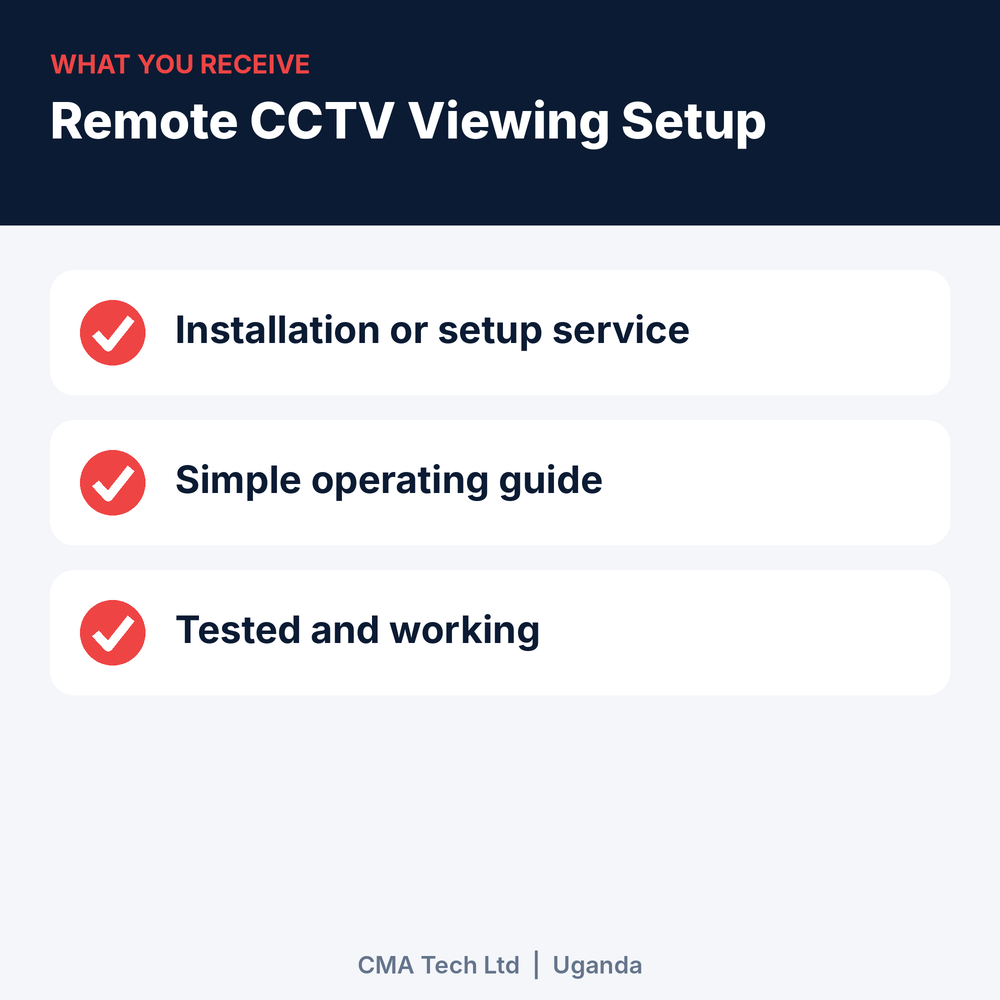 WHAT YOU RECEIVE
Remote CCTV Viewing Setup
Installation or setup service
Simple operating guide
Tested and working
CMA Tech Ltd | Uganda